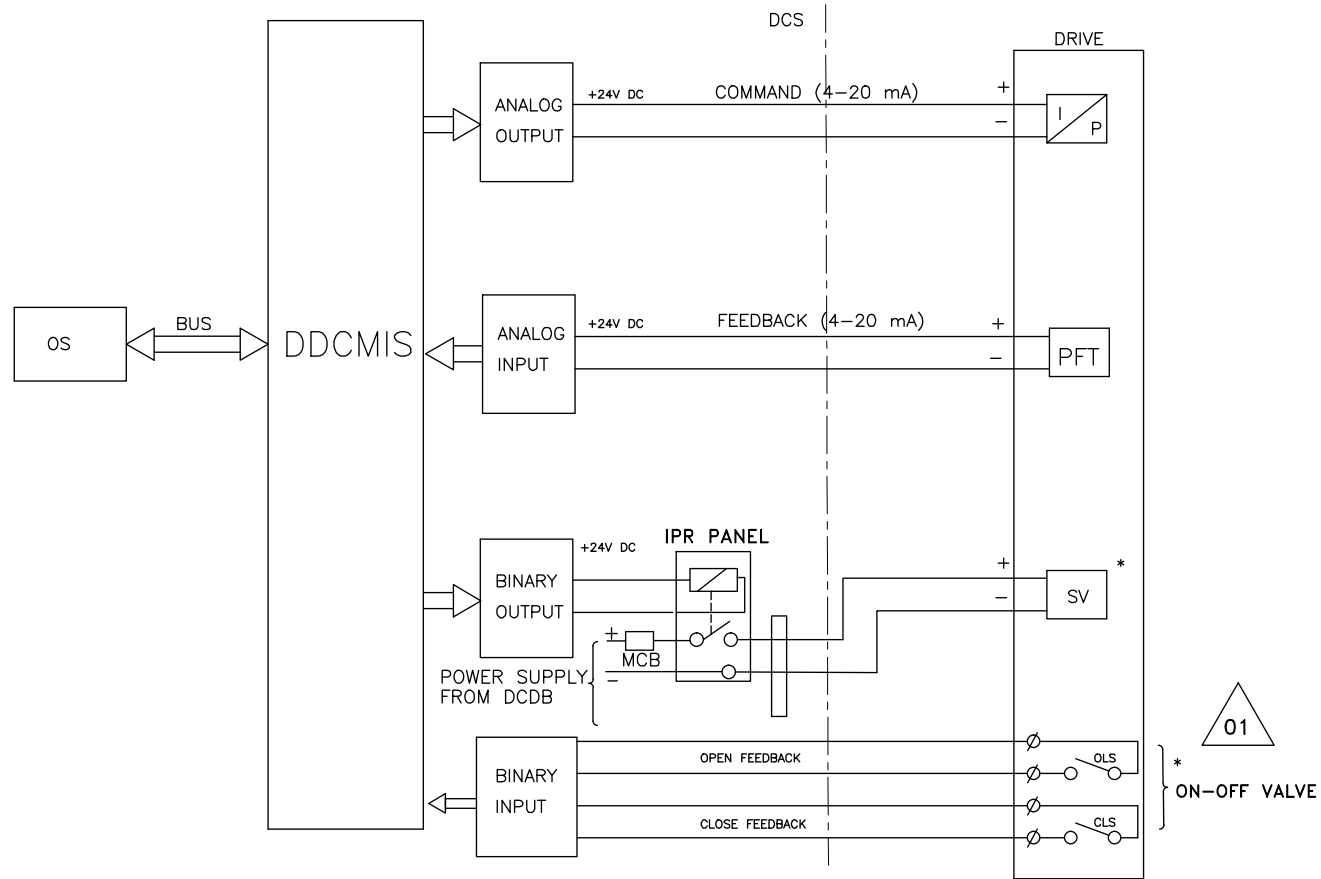 DCS
DRIVE
ANALOG
OUTPUT
+24V DC
COMMAND (4-20 mA)
+
-
I
P
OS
BUS
DDCMIS
ANALOG
INPUT
+24V DC
FEEDBACK (4-20 mA)
+
-
PFT
BINARY
OUTPUT
+24V DC
IPR PANEL
+
MCB
-
POWER SUPPLY
FROM DCDB
+
-
SV
*
BINARY
INPUT
OPEN FEEDBACK
CLOSE FEEDBACK
OLS
CLS
01
*
ON-OFF VALVE